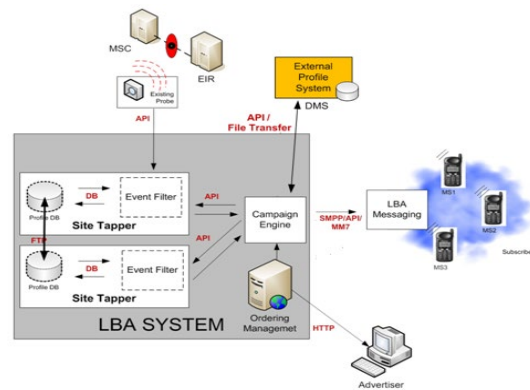 MSC
EIR
Existing
Probe
API
External
Profile
System
DMS
API /
File Transfer
DB
Event Filter
Profile DB
Site Tapper
API
FTP
API
DB
Event Filter
Profile DB
Site Tapper
Campaign
Engine
SMPP/API/
MM7
LBA
Messaging
MS1
MS2
MS3
Subscribe
Ordering
Managemet
LBA SYSTEM
HTTP
Advertiser